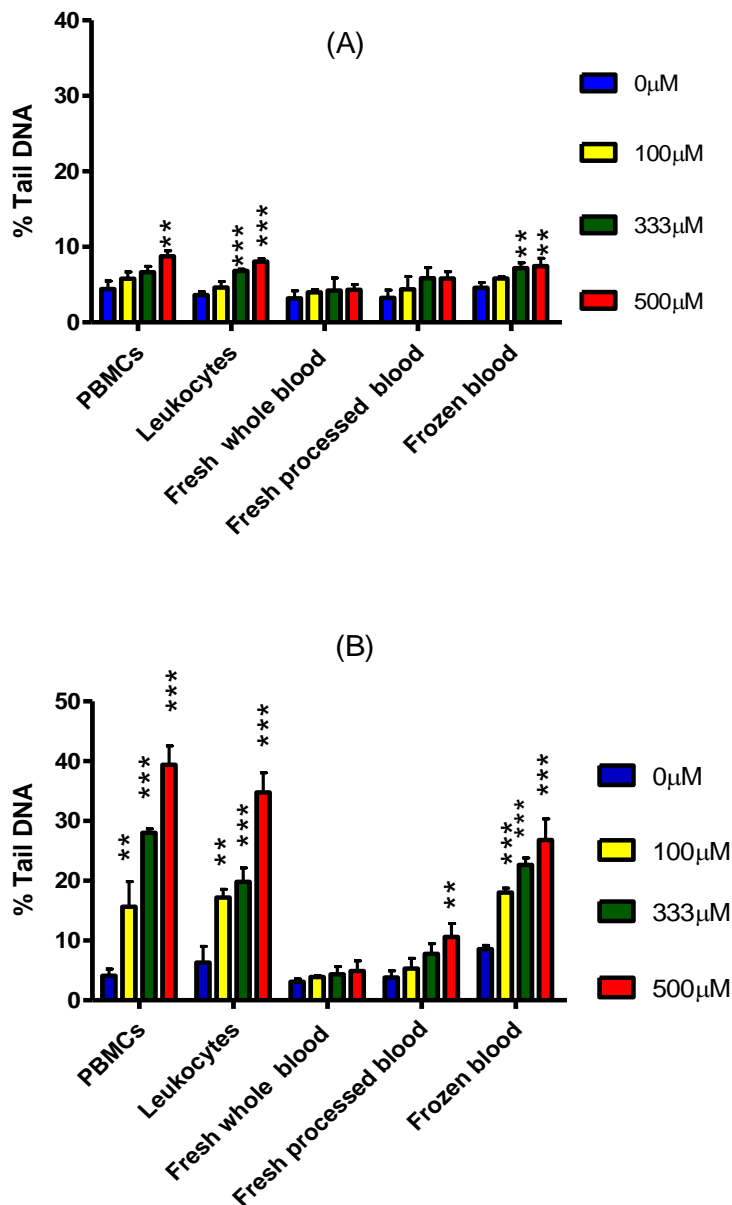 (A)
% Tail DNA
40
30
20
10
0
**
***
***
**
**
PBMCs
Leukocytes
Fresh whole blood
Fresh processed blood
Frozen blood
0μM
100μM
333μM
500μM
(B)
% Tail DNA
50
40
30
20
10
0
**
***
***
**
***
***
**
***
***
***
PBMCs
Leukocytes
Fresh whole blood
Fresh processed blood
Frozen blood
0μM
100μM
333μM
500μM